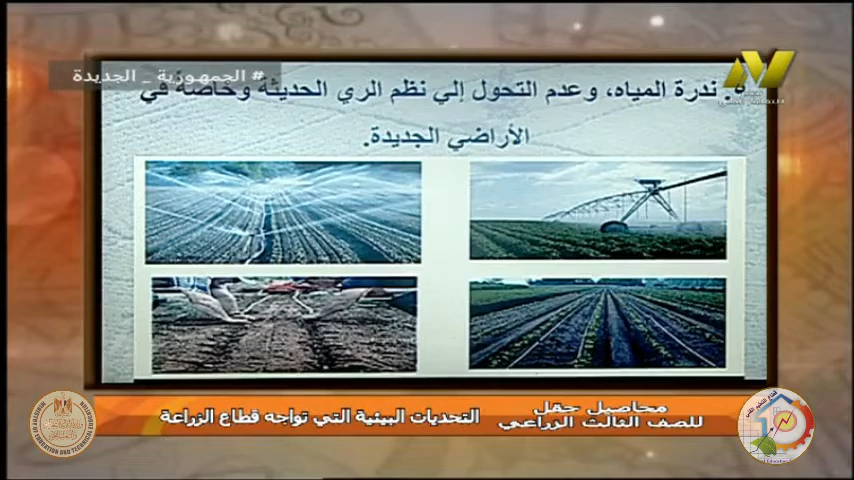 # الجمهورية _ الجديدة
ندرة المياه، وعدم التحول إلي نظم الري الحديثة وخاصة في
الأراضي الجديدة.
محاصيل حقل
للصف الثالث الزراعي
التحديات البيئية التي تواجه قطاع الزراعة